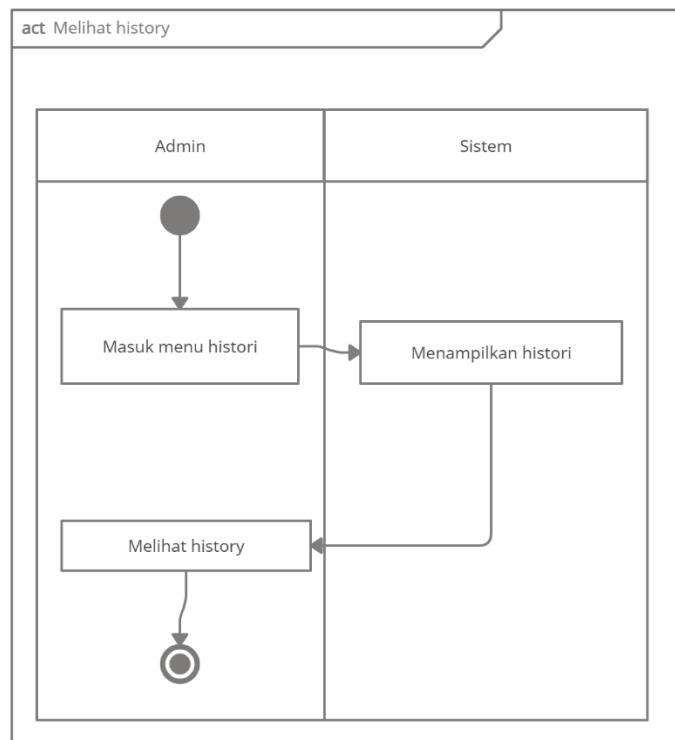 act Melihat history
Admin
Sistem
Masuk menu histori
Menampilkan histori
Melihat history